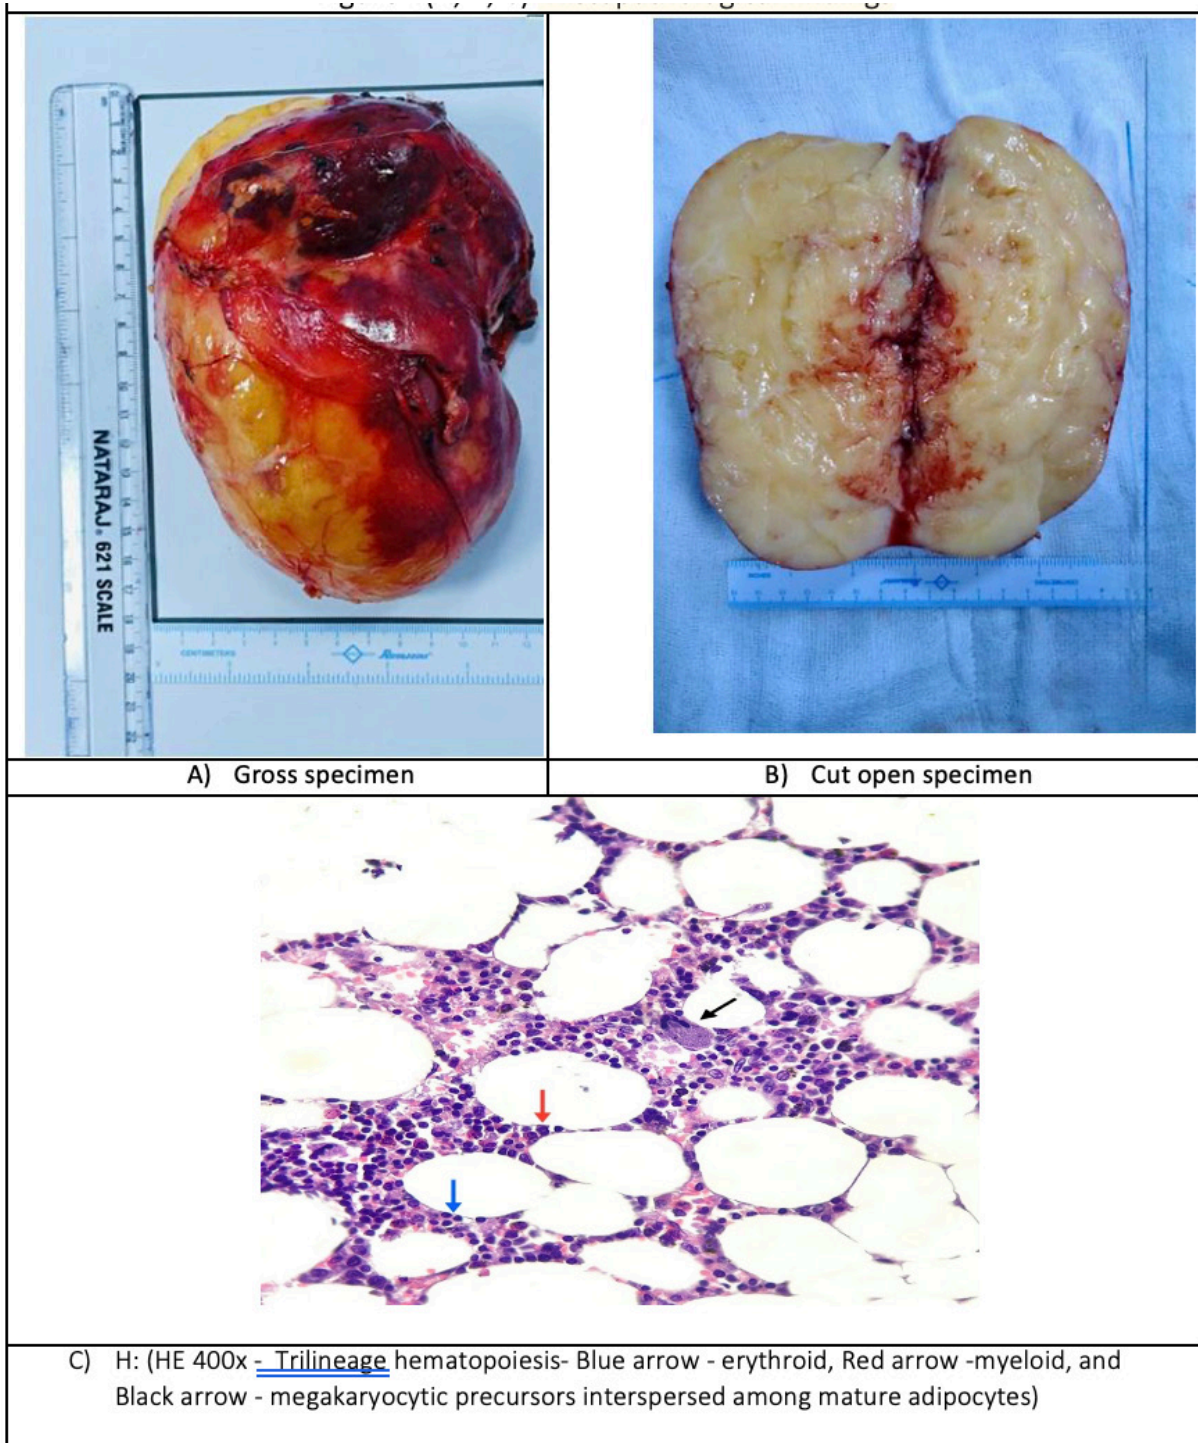 NATARAJ 621 SCALE
CENTIMETERS
A) Gross specimen
B) Cut open specimen
C) H: (HE 400x - Trilineage hematopoiesis- Blue arrow - erythroid, Red arrow -myeloid, and
Black arrow - megakaryocytic precursors interspersed among mature adipocytes)